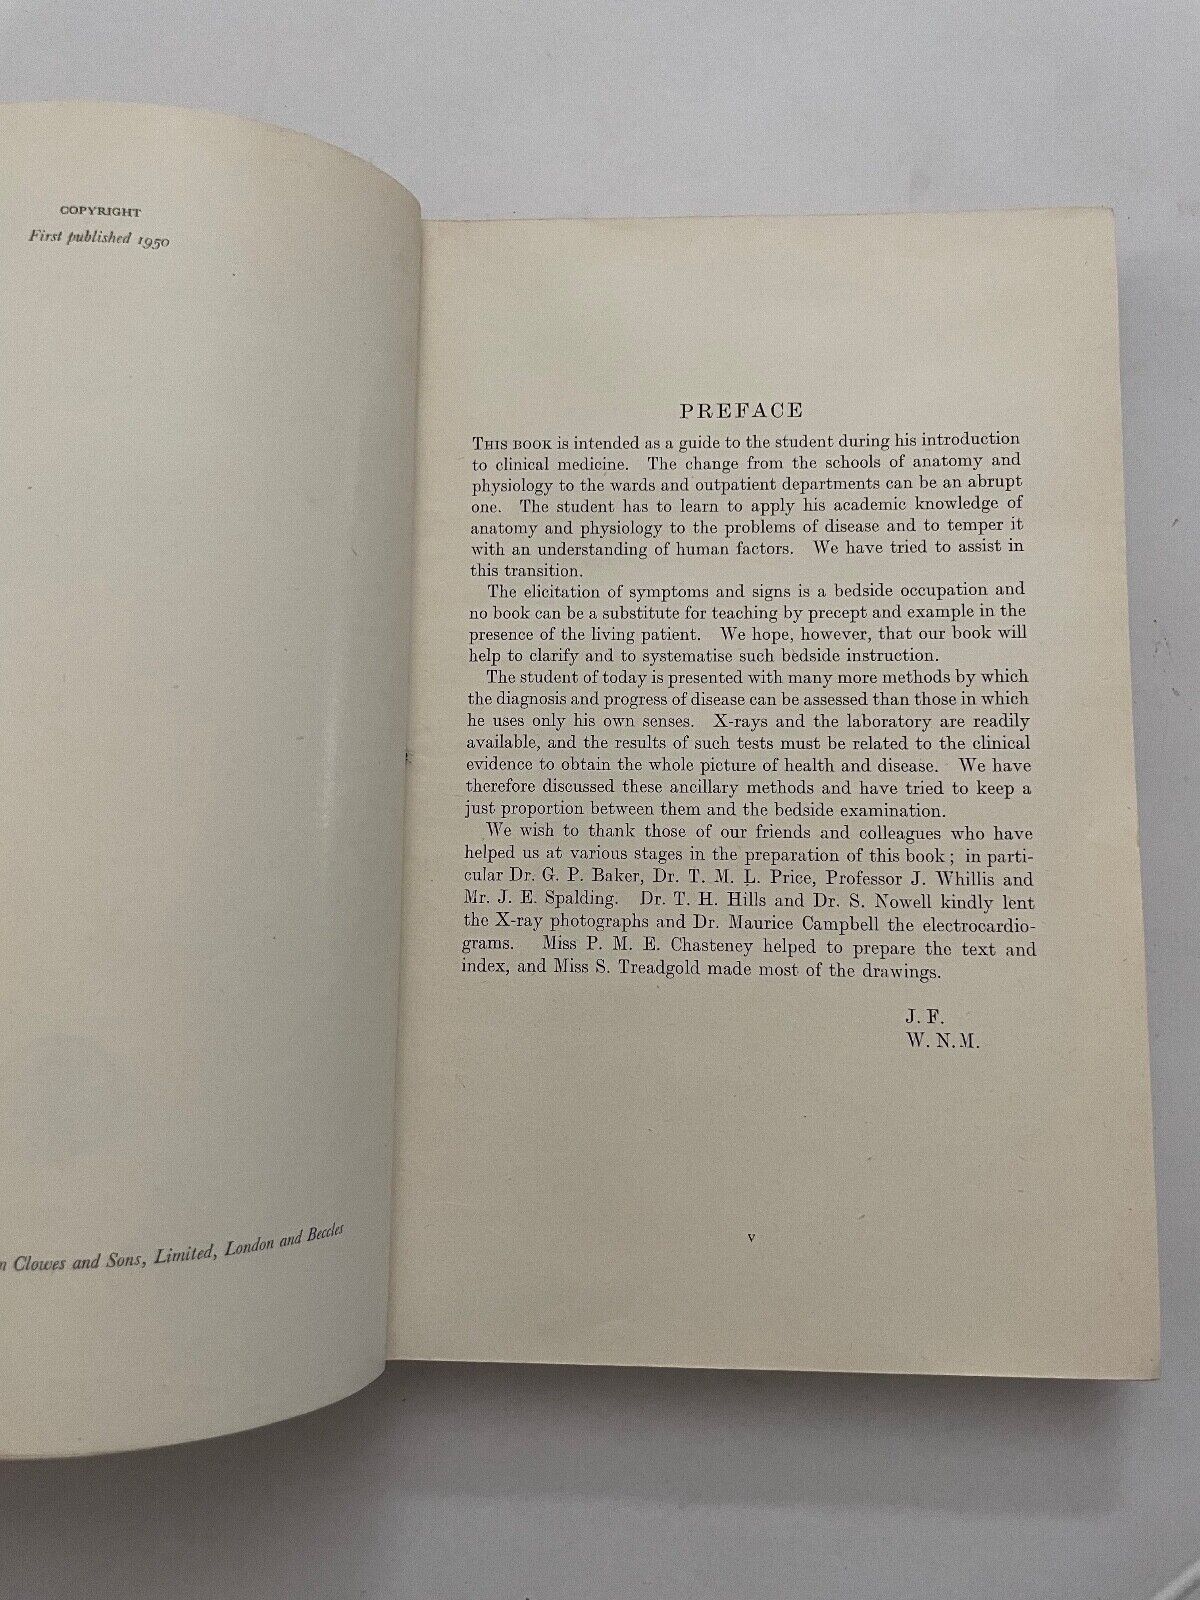 COPYRIGHT
First published 1950
n Clowes and Sons, Limited, London and Beccles
PREFACE
THIS BOOK is intended as a guide to the student during his introduction
to clinical medicine. The change from the schools of anatomy and
physiology to the wards and outpatient departments can be an abrupt
one. The student has to learn to apply his academic knowledge of
anatomy and physiology to the problems of disease and to temper it
with an understanding of human factors. We have tried to assist in
this transition.
The elicitation of symptoms and signs is a bedside occupation and
no book can be a substitute for teaching by precept and example in the
presence of the living patient. We hope, however, that our book will
help to clarify and to systematise such bedside instruction.
The student of today is presented with many more methods by which
the diagnosis and progress of disease can be assessed than those in which
he uses only his own senses. X-rays and the laboratory are readily
available, and the results of such tests must be related to the clinical
evidence to obtain the whole picture of health and disease. We have
therefore discussed these ancillary methods and have tried to keep a
just proportion between them and the bedside examination.
We wish to thank those of our friends and colleagues who have
helped us at various stages in the preparation of this book; in parti-
cular Dr. G. P. Baker, Dr. T. M. L. Price, Professor J. Whillis and
Mr. J. E. Spalding. Dr. T. H. Hills and Dr. S. Nowell kindly lent
the X-ray photographs and Dr. Maurice Campbell the electrocardio-
grams. Miss P. M. E. Chasteney helped to prepare the text and
index, and Miss S. Treadgold made most of the drawings.
J. F.
W. N. M.
v